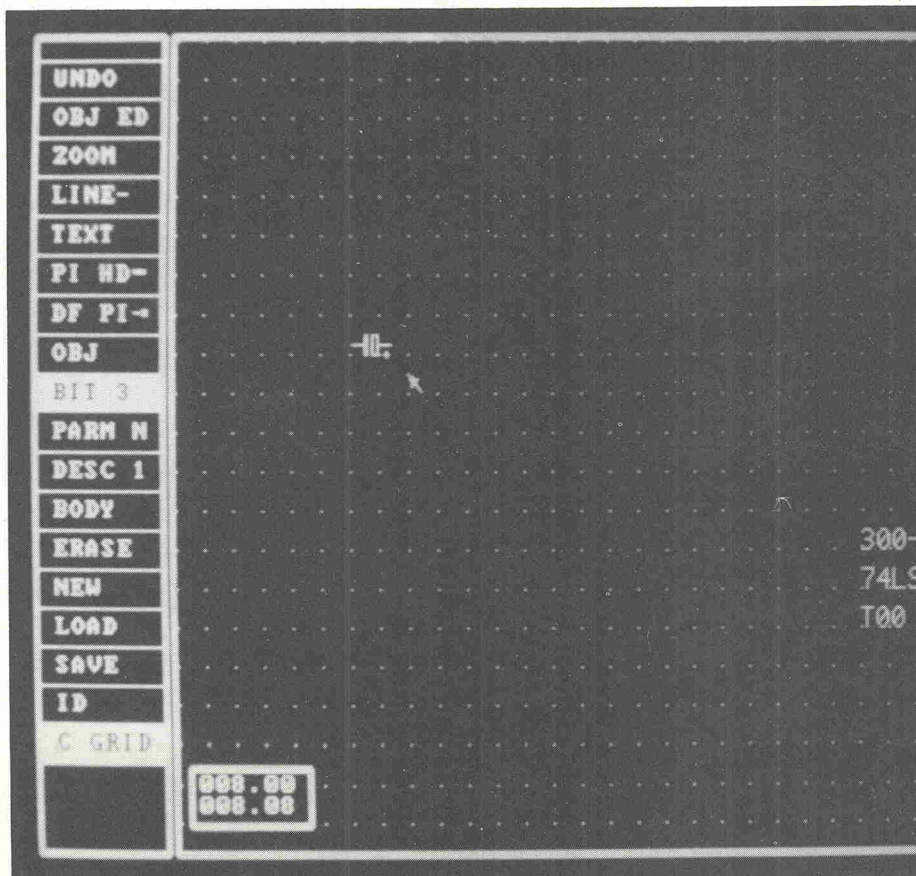 UNDO
OBJ ED
ZOOM
LINE-
TEXT
PI HD-
DF PI-
OBJ
BIT 3
PARM N
DESC 1
BODY
ERASE
NEW
LOAD
SAVE
ID
C GRID
008.00
008.08
300-
74LS
T00